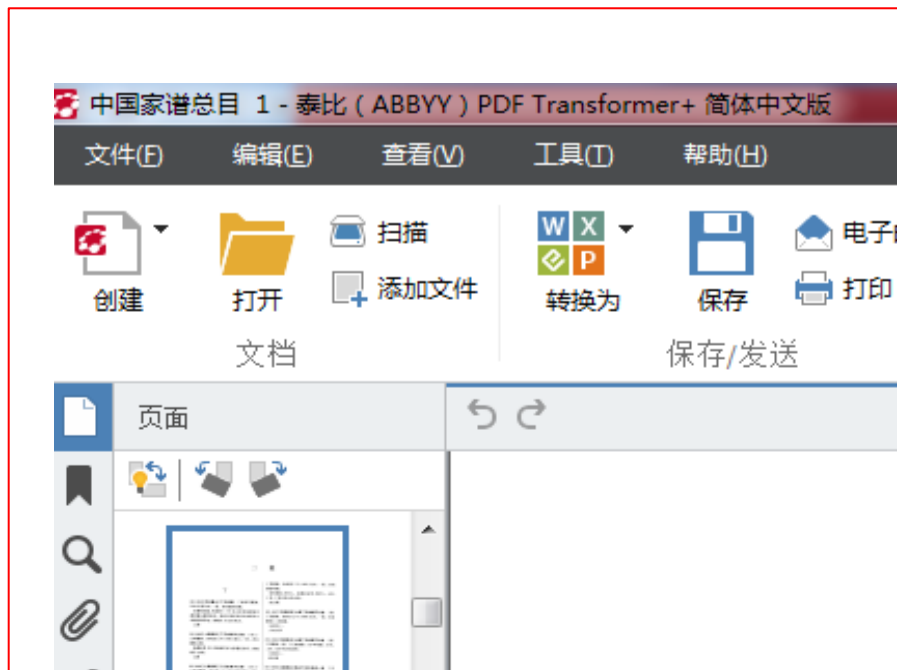 中国家谱总目 1 - 泰比 ( ABBYY ) PDF Transformer+ 简体中文版
文件(F) 编辑(E) 查看(V) 工具(T) 帮助(H)
创建 打开 扫描 添加文件 转换为 保存 电子 打印
文档 保存/发送
页面